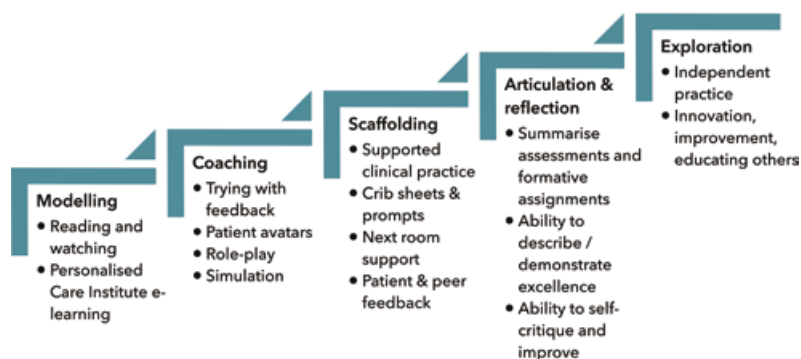 Modelling
• Reading and
watching
• Personalised
Care Institute e-
learning
Coaching
• Trying with
feedback
• Patient avatars
• Role-play
• Simulation
Scaffolding
• Supported
clinical practice
• Crib sheets &
prompts
• Next room
support
• Patient & peer
feedback
Articulation &
reflection
• Summarise
assessments and
formative
assignments
• Ability to
describe /
demonstrate
excellence
• Ability to self-
critique and
improve
Exploration
• Independent
practice
• Innovation,
improvement,
educating others